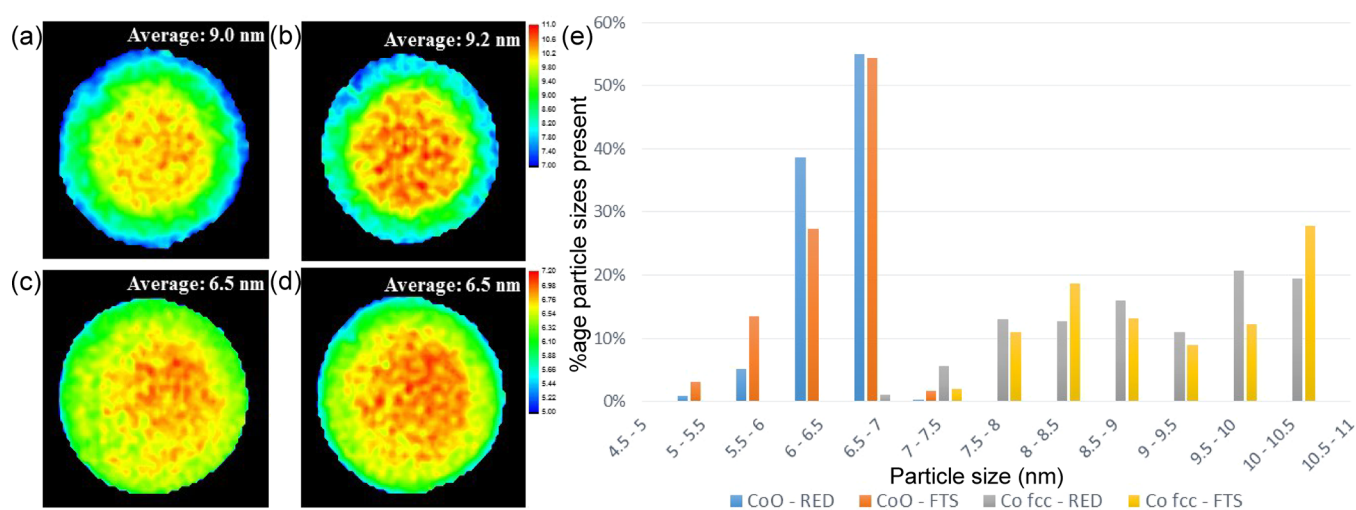 (a)
Average: 9.0 nm
(b)
Average: 9.2 nm
11.0
10.6
10.2
9.80
9.40
9.00
8.60
8.20
7.80
7.40
7.00
(c)
Average: 6.5 nm
(d)
Average: 6.5 nm
7.20
6.98
6.76
6.54
6.32
6.10
5.88
5.66
5.44
5.22
5.00
(e)
%age particle sizes present
60%
50%
40%
30%
20%
10%
0%
4.5 - 5
5 - 5.5
5.5 - 6
6 - 6.5
6.5 - 7
7 - 7.5
7.5 - 8
8 - 8.5
8.5 - 9
9 - 9.5
9.5 - 10
10 - 10.5
10.5 - 11
Particle size (nm)
CoO - RED CoO - FTS Co fcc - RED Co fcc - FTS